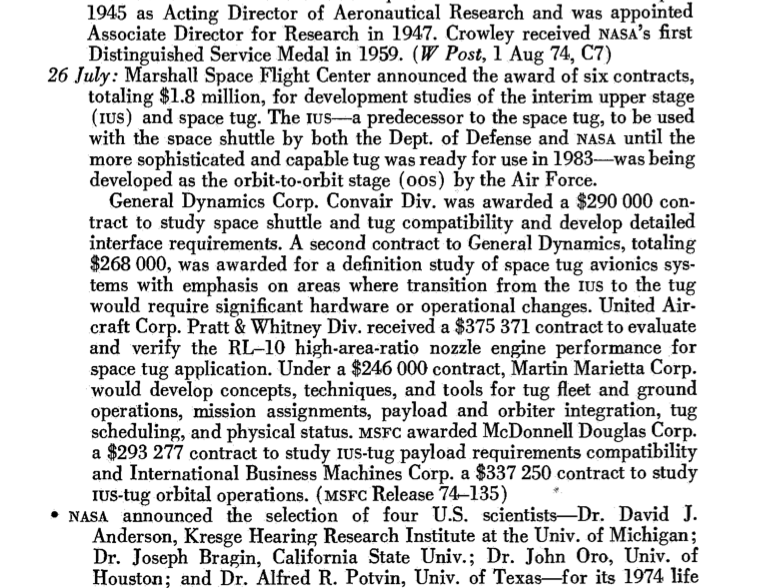 1945 as Acting Director of Aeronautical Research and was appointed
Associate Director for Research in 1947. Crowley received NASA's first
Distinguished Service Medal in 1959. (W Post, 1 Aug 74, C7)
26 July: Marshall Space Flight Center announced the award of six contracts,
totaling $1.8 million, for development studies of the interim upper stage
(IUS) and space tug. The IUS—a predecessor to the space tug, to be used
with the space shuttle by both the Dept. of Defense and NASA until the
more sophisticated and capable tug was ready for use in 1983—was being
developed as the orbit-to-orbit stage (OOS) by the Air Force.
General Dynamics Corp. Convair Div. was awarded a $290 000 con-
tract to study space shuttle and tug compatibility and develop detailed
interface requirements. A second contract to General Dynamics, totaling
$268 000, was awarded for a definition study of space tug avionics sys-
tems with emphasis on areas where transition from the IUS to the tug
would require significant hardware or operational changes. United Air-
craft Corp. Pratt & Whitney Div. received a $375 371 contract to evaluate
and verify the RL–10 high-area-ratio nozzle engine performance for
space tug application. Under a $246 000 contract, Martin Marietta Corp.
would develop concepts, techniques, and tools for tug fleet and ground
operations, mission assignments, payload and orbiter integration, tug
scheduling, and physical status. MSFC awarded McDonnell Douglas Corp.
a $293 277 contract to study IUS-tug payload requirements compatibility
and International Business Machines Corp. a $337 250 contract to study
IUS-tug orbital operations. (MSFC Release 74–135)
• NASA announced the selection of four U.S. scientists—Dr. David J.
Anderson, Kresge Hearing Research Institute at the Univ. of Michigan;
Dr. Joseph Bragin, California State Univ.; Dr. John Oro, Univ. of
Houston; and Dr. Alfred R. Potvin, Univ. of Texas—for its 1974 life